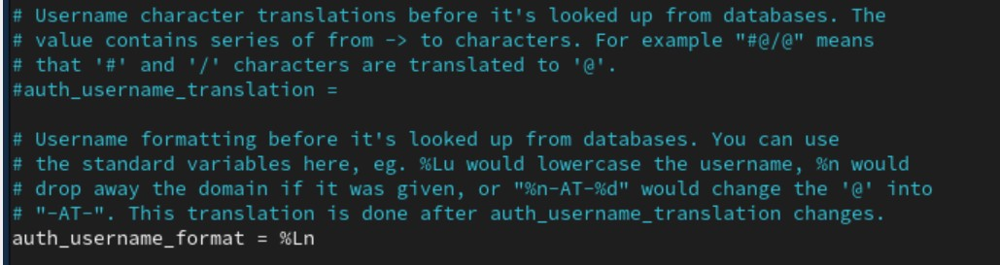 # Username character translations before it's looked up from databases. The
# value contains series of from -> to characters. For example "#@/@" means
# that '#' and '/' characters are translated to '@'.
#auth_username_translation =
# Username formatting before it's looked up from databases. You can use
# the standard variables here, eg. %Lu would lowercase the username, %n would
# drop away the domain if it was given, or "%n-AT-%d" would change the '@' into
# "-AT-". This translation is done after auth_username_translation changes.
auth_username_format = %Ln